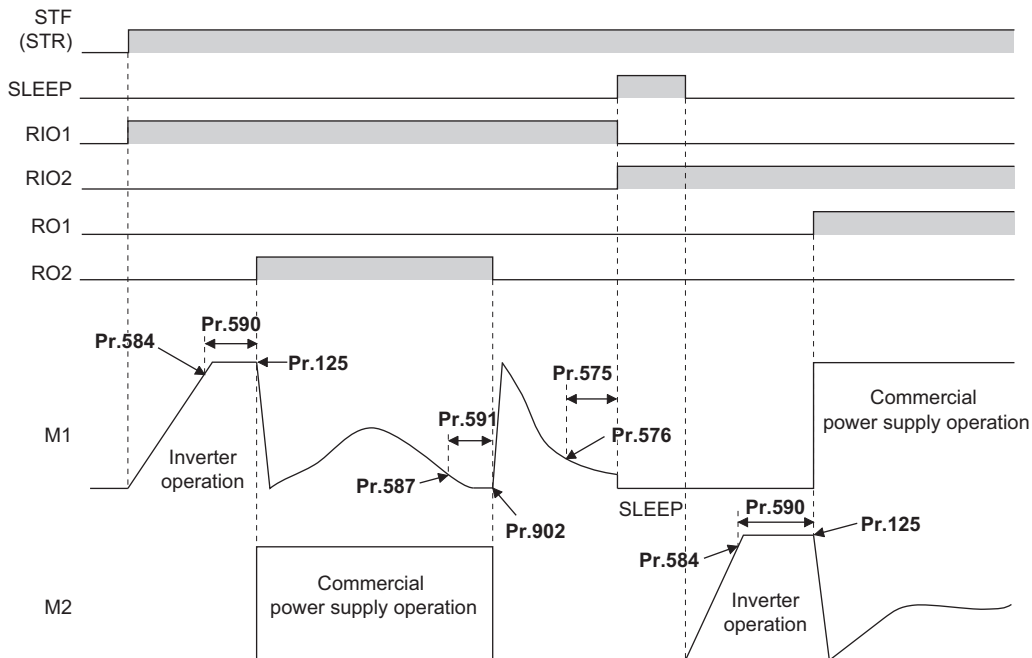 STF
(STR)
SLEEP
RIO1
RIO2
RO1
RO2
Pr.590
Pr.584
Pr.125
Pr.575
Pr.591
Pr.576
Commercial
power supply operation
M1
Inverter
operation
Pr.587
SLEEP
Pr.590
Pr.902
Pr.125
Pr.584
Commercial
power supply operation
M2
Inverter
operation